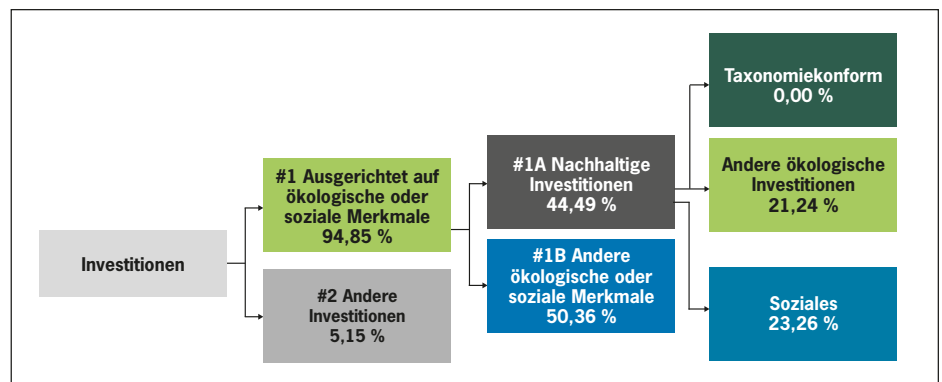 Investitionen
#1 Ausgerichtet auf
ökologische oder
soziale Merkmale
94,85 %
#2 Andere
Investitionen
5,15 %
#1A Nachhaltige
Investitionen
44,49 %
#1B Andere
ökologische oder
soziale Merkmale
50,36 %
Taxonomiekonform
0,00 %
Andere ökologische
Investitionen
21,24 %
Soziales
23,26 %